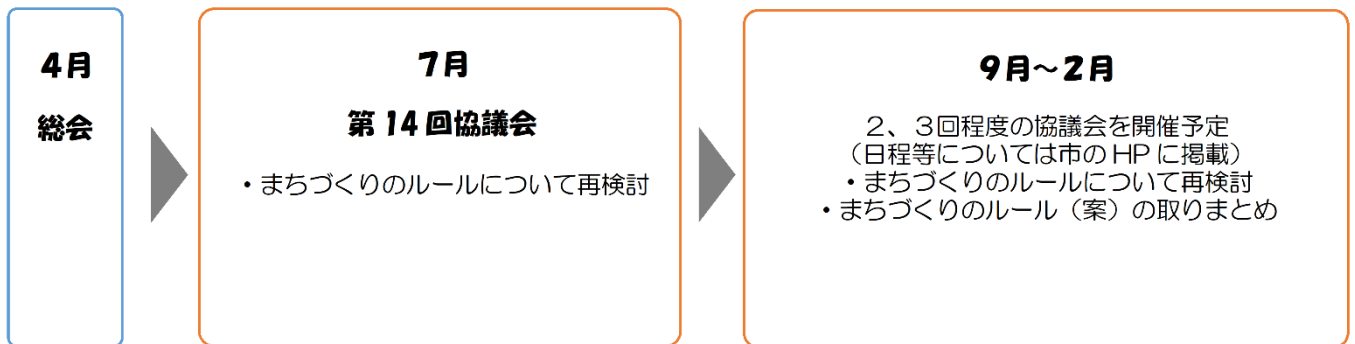 4月
総会
7月
第14回協議会
・まちづくりのルールについて再検討
9月～2月
２、３回程度の協議会を開催予定
（日程等については市のHPに掲載）
・まちづくりのルールについて再検討
・まちづくりのルール（案）の取りまとめ